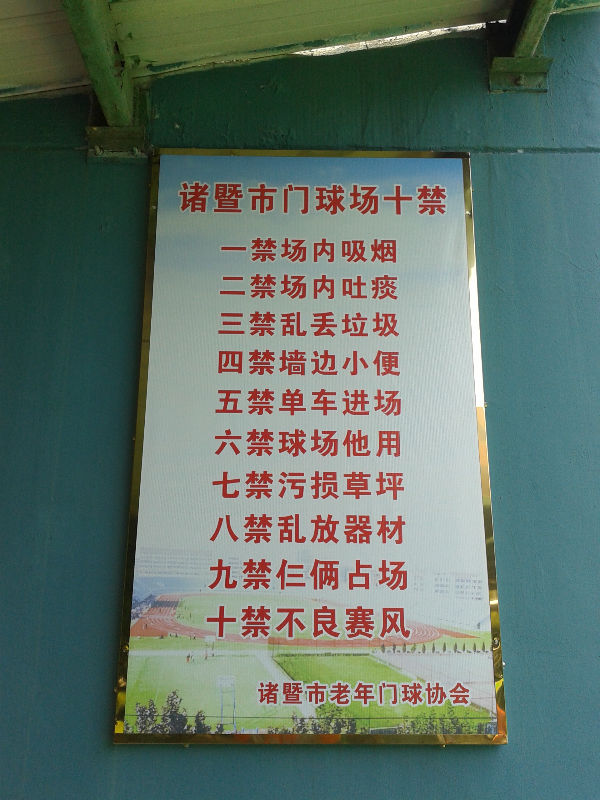 诸暨市门球场十禁
一禁场内吸烟
二禁场内吐痰
三禁乱丢垃圾
四禁墙边小便
五禁单车进场
六禁球场他用
七禁污损草坪
八禁乱放器材
九禁仨俩占场
十禁不良赛风
诸暨市老年门球协会